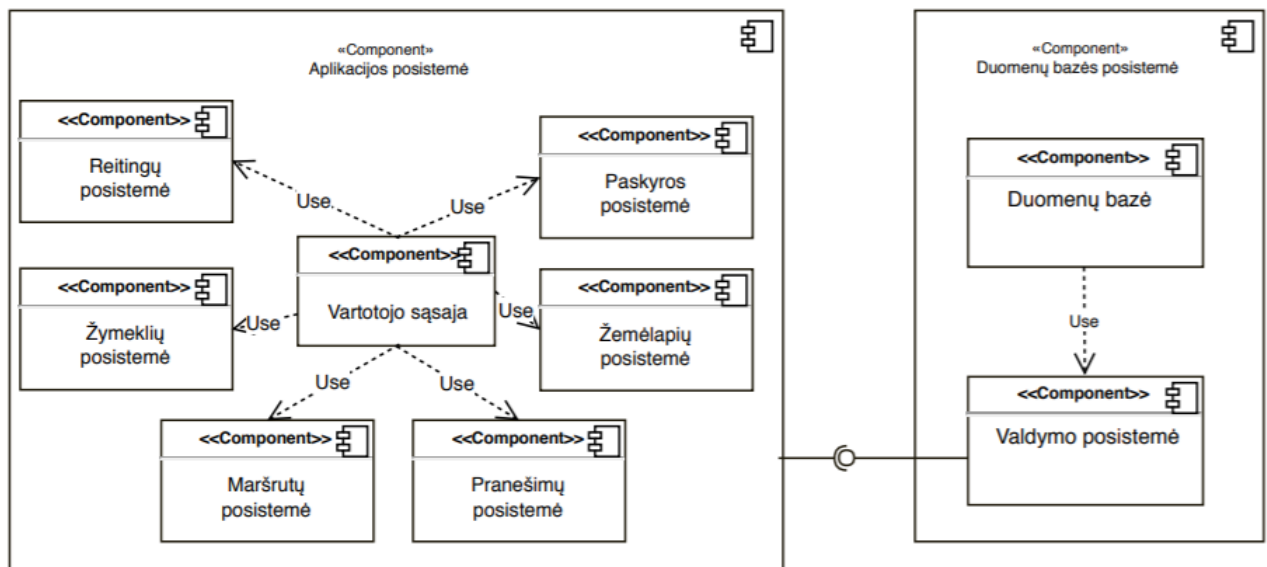 «Component»
Aplikacijos posistemė
<<Component>>
Reitingų
posistemė
<<Component>>
Paskyros
posistemė
Use
Use
<<Component>>
Vartotojo sąsaja
<<Component>>
Žymeklių
posistemė
Use
<<Component>>
Žemėlapių
posistemė
Use
Use
Use
<<Component>>
Maršrutų
posistemė
<<Component>>
Pranešimų
posistemė
«Component»
Duomenų bazės posistemė
<<Component>>
Duomenų bazė
Use
<<Component>>
Valdymo posistemė